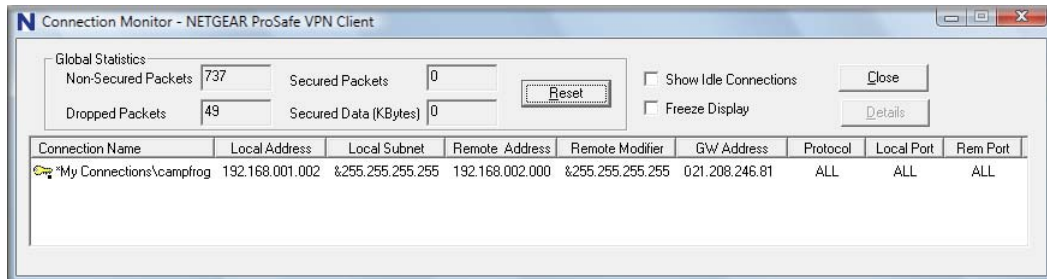 Connection Monitor - NETGEAR ProSafe VPN Client
Global Statistics
Non-Secured Packets 737 Secured Packets 0
Reset
Show Idle Connections
Close
Dropped Packets 49 Secured Data (KBytes) 0
Freeze Display
Details
Connection Name Local Address Local Subnet Remote Address Remote Modifier GW Address Protocol Local Port Rem Port
*My Connections\campfrog 192.168.001.002 &255.255.255.255 192.168.002.000 &255.255.255.255 021.208.246.81 ALL ALL ALL